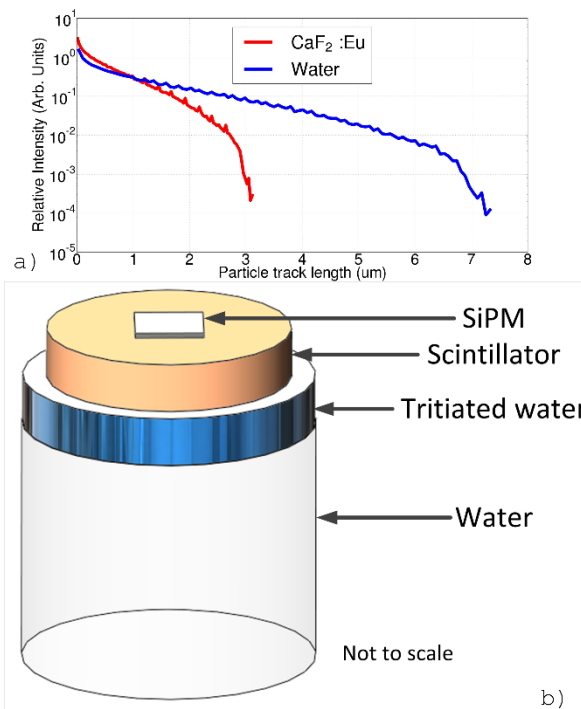 10^1
10^0
10^-1
10^-2
10^-3
10^-4
10^-5
Relative Intensity (Arb. Units)
CaF₂ :Eu
Water
0 1 2 3 4 5 6 7 8
Particle track length (um)
a)
SiPM
Scintillator
Tritiated water
Water
Not to scale
b)